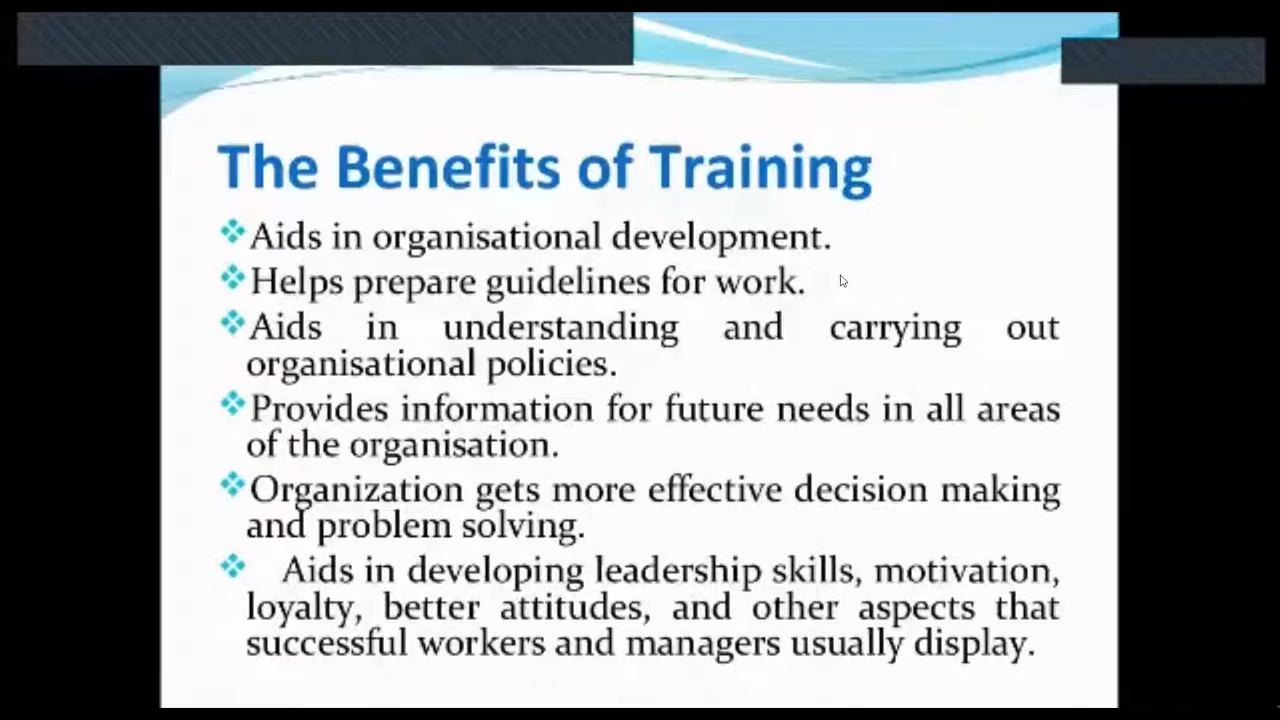 The Benefits of Training
Aids in organisational development.
Helps prepare guidelines for work.
Aids in understanding and carrying out
organisational policies.
Provides information for future needs in all areas
of the organisation.
Organization gets more effective decision making
and problem solving.
Aids in developing leadership skills, motivation,
loyalty, better attitudes, and other aspects that
successful workers and managers usually display.